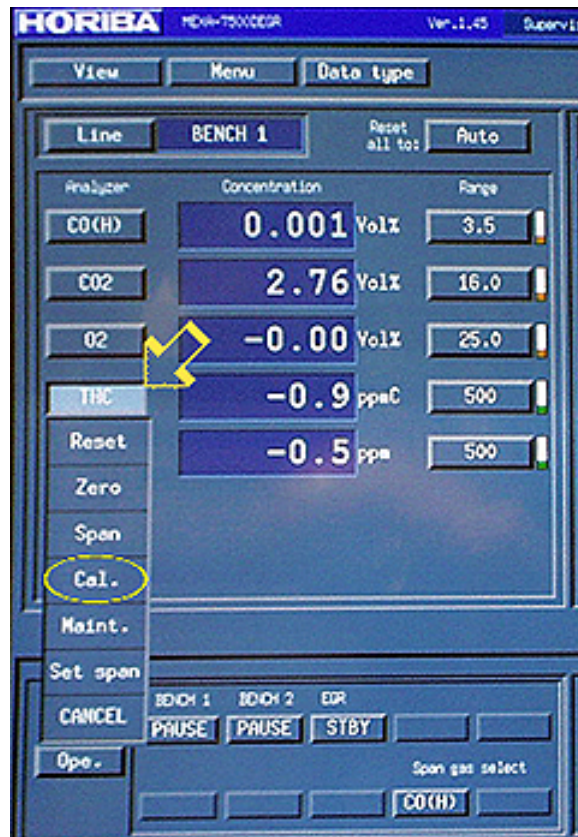 HORIBA MEXA-7500DEGR Ver.1.45 Supervi
View Menu Data type
Line BENCH 1 Reset all to: Auto
Analyzer Concentration Range
CO(H) 0.001 Vol% 3.5
CO2 2.76 Vol% 16.0
O2 -0.00 Vol% 25.0
THC -0.9 ppmC 500
Reset -0.5 ppm 500
Zero
Span
Cal.
Maint.
Set span
BENCH 1 BENCH 2 EGR
CANCEL PAUSE PAUSE STBY
Ope. Span gas select
CO(H)